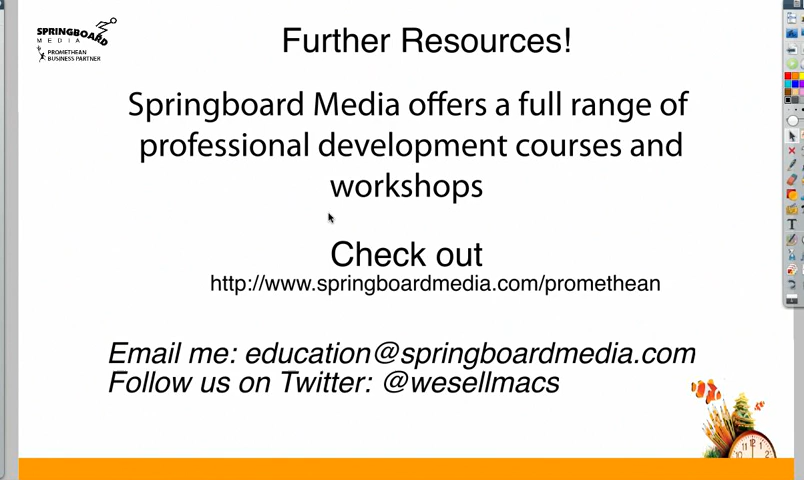 SPRINGBOARD
MEDIA
PROMETHEAN
BUSINESS PARTNER
Further Resources!
Springboard Media offers a full range of
professional development courses and
workshops
Check out
http://www.springboardmedia.com/promethean
Email me: education@springboardmedia.com
Follow us on Twitter: @wesellmacs